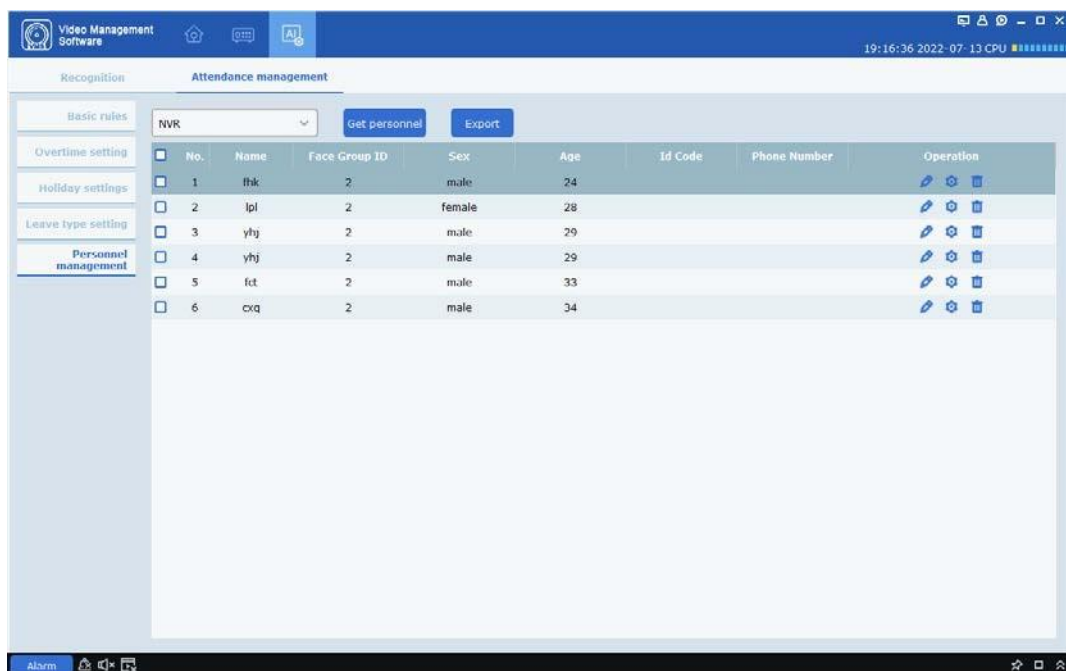 Video Management
Software
AI
19:16:36 2022-07-13 CPU
Recognition Attendance management
Basic rules
Overtime setting
Holiday settings
Leave type setting
Personnel
management
NVR Get personnel Export
No. Name Face Group ID Sex Age Id Code Phone Number Operation
1 fhk 2 male 24
2 lpl 2 female 28
3 yhj 2 male 29
4 yhj 2 male 29
5 fct 2 male 33
6 cxq 2 male 34
Alarm